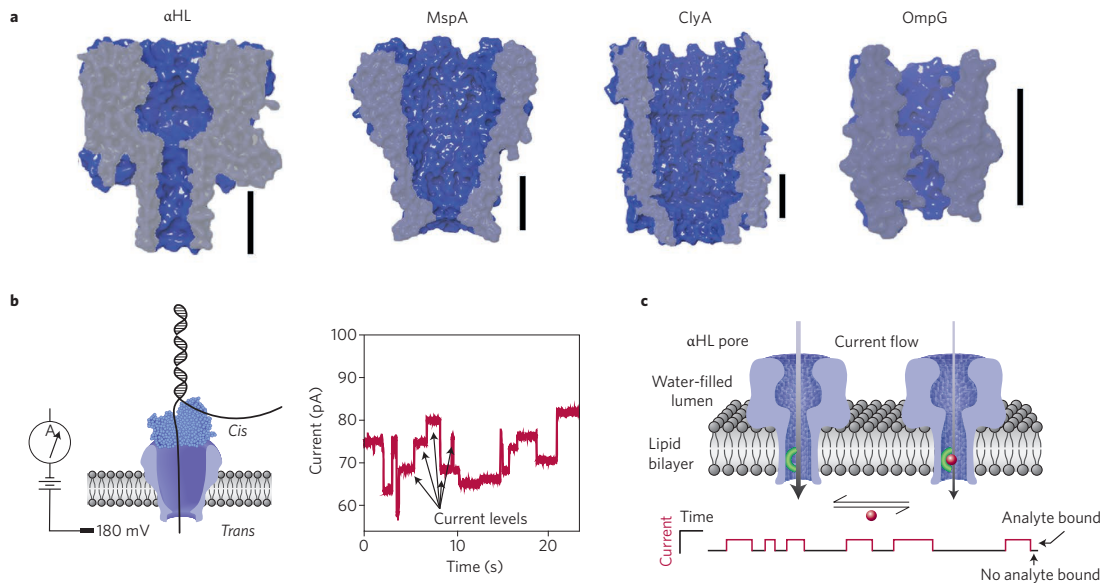 a
αHL
MspA
ClyA
OmpG
b
A
Cis
180 mV
Trans
Current (pA)
100
90
80
70
60
Current levels
0
10
20
Time (s)
c
αHL pore
Current flow
Water-filled
lumen
Lipid
bilayer
Time
Current
Analyte bound
No analyte bound